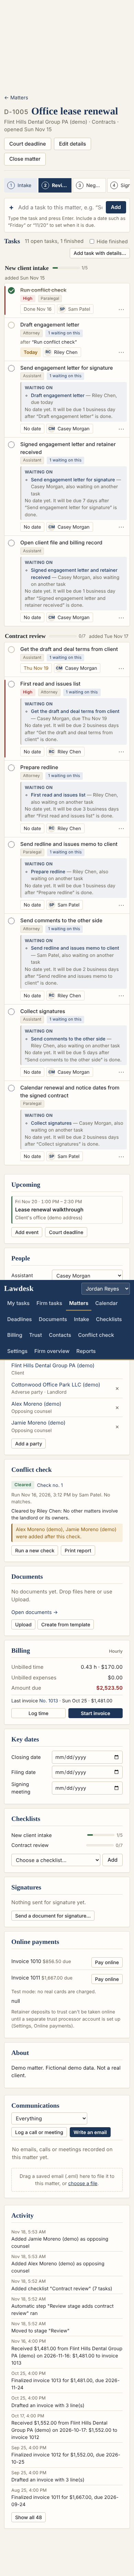 ← Matters
D-1005 Office lease renewal
Flint Hills Dental Group PA (demo) · Contracts ·
opened Sun Nov 15
Court deadline Edit details
Close matter
1 Intake 2 Revi... 3 Neg... 4 Sign
+ Add a task to this matter, e.g. "Se Add
Type the task and press Enter. Include a date such as
"Friday" or "11/20" to set when it is due.
Tasks 11 open tasks, 1 finished Hide finished
Add task with details...
New client intake 1/5
added Sun Nov 15
Run conflict check
High Paralegal
Done Nov 18 SP Sam Patel ...
Draft engagement letter
Attorney 1 waiting on this
after "Run conflict check"
Today RC Riley Chen ...
Send engagement letter for signature
Assistant 1 waiting on this
WAITING ON
• Draft engagement letter — Riley Chen,
due today
No date yet. It will be due 1 business day
after "Draft engagement letter" is done.
No date CM Casey Morgan ...
Signed engagement letter and retainer
received
Assistant 1 waiting on this
WAITING ON
• Send engagement letter for signature —
Casey Morgan, also waiting on another
task
No date yet. It will be due 7 days after
"Send engagement letter for signature" is
done.
No date CM Casey Morgan ...
Open client file and billing record
Assistant
WAITING ON
• Signed engagement letter and retainer
received — Casey Morgan, also waiting
on another task
No date yet. It will be due 1 business day
after "Signed engagement letter and
retainer received" is done.
No date CM Casey Morgan ...
Contract review 0/7 added Tue Nov 17
Get the draft and deal terms from client
Assistant 1 waiting on this
Thu Nov 19 CM Casey Morgan ...
First read and issues list
High Attorney 1 waiting on this
WAITING ON
• Get the draft and deal terms from client
— Casey Morgan, due Thu Nov 19
No date yet. It will be due 2 business days
after "Get the draft and deal terms from
client" is done.
No date RC Riley Chen ...
Prepare redline
Attorney 1 waiting on this
WAITING ON
• First read and issues list — Riley Chen,
also waiting on another task
No date yet. It will be due 2 business days
after "First read and issues list" is done.
No date RC Riley Chen ...
Send redline and issues memo to client
Paralegal 1 waiting on this
WAITING ON
• Prepare redline — Riley Chen, also
waiting on another task
No date yet. It will be due 1 business day
after "Prepare redline" is done.
No date SP Sam Patel ...
Send comments to the other side
Attorney 1 waiting on this
WAITING ON
• Send redline and issues memo to client
— Sam Patel, also waiting on another
task
No date yet. It will be due 2 business days
after "Send redline and issues memo to
client" is done.
No date RC Riley Chen ...
Collect signatures
Assistant 1 waiting on this
WAITING ON
• Send comments to the other side —
Riley Chen, also waiting on another task
No date yet. It will be due 6 business days
after "Send comments to the other side" is
done.
No date CM Casey Morgan ...
Calendar renewal and notice dates from
the signed contract
Paralegal
WAITING ON
• Collect signatures — Casey Morgan, also
waiting on another task
No date yet. It will be due 2 business days
after "Collect signatures" is done.
No date SP Sam Patel ...
Upcoming
Fri Nov 20 · 1:00 PM – 2:30 PM
Lease renewal walkthrough
Client's office (demo address)
Add event Court deadline
People
Assistant Casey Morgan
Lawdesk Jordan Reyes
My tasks Firm tasks Matters Calendar
Deadlines Documents Intake Checklists
Billing Trust Contacts Conflict check
Settings Firm overview Reports
Flint Hills Dental Group PA (demo)
Client
Cottonwood Office Park LLC (demo)
Adverse party · Landlord ×
Alex Moreno (demo)
Opposing counsel ×
Jamie Moreno (demo)
Opposing counsel ×
Add a party
Conflict check
Cleared Check no. 1
Run Nov 18, 2026, 3:12 PM by Sam Patel. No
matches.
Cleared by Riley Chen: No other matters involve
the landlord or its owners.
Alex Moreno (demo), Jamie Moreno (demo)
were added after this check.
Run a new check Print report
Documents
No documents yet. Drop files here or use
Upload.
Open documents →
Upload Create from template
Billing Hourly
Unbilled time 0.43 h · $170.00
Unbilled expenses $0.00
Amount due $2,523.50
Last invoice No. 1013 · Sun Oct 25 · $1,481.00
Log time Start invoice
Key dates
Closing date mm/dd/yyyy
Filing date mm/dd/yyyy
Signing
meeting mm/dd/yyyy
Checklists
New client intake 1/5
Contract review 0/7
Choose a checklist... Add
Signatures
Nothing sent for signature yet.
Send a document for signature...
Online payments
Invoice 1010 $856.50 due Pay online
Invoice 1011 $1,667.00 due Pay online
Test mode: no real cards are charged.
null
Retainer deposits to trust can't be taken online
until a separate trust processor account is set up
(Settings, Online payments).
About
Demo matter. Fictional demo data. Not a real
client.
Communications
Everything
Log a call or meeting Write an email
No emails, calls or meetings recorded on
this matter yet.
Drag a saved email (.eml) here to file it to
this matter, or choose a file.
Activity
Nov 18, 5:53 AM
Added Jamie Moreno (demo) as opposing
counsel
Nov 18, 5:53 AM
Added Alex Moreno (demo) as opposing
counsel
Nov 18, 5:52 AM
Added checklist "Contract review" (7 tasks)
Nov 18, 5:52 AM
Automatic step "Review stage adds contract
review" ran
Nov 18, 5:52 AM
Moved to stage "Review"
Nov 16, 4:00 PM
Received $1,481.00 from Flint Hills Dental Group
PA (demo) on 2026-11-16: $1,481.00 to invoice
1013
Oct 25, 4:00 PM
Finalized invoice 1013 for $1,481.00, due 2026-
11-24
Oct 25, 4:00 PM
Drafted an invoice with 3 line(s)
Oct 17, 4:00 PM
Received $1,552.00 from Flint Hills Dental
Group PA (demo) on 2026-10-17: $1,552.00 to
invoice 1012
Sep 25, 4:00 PM
Finalized invoice 1012 for $1,552.00, due 2026-
10-25
Sep 25, 4:00 PM
Drafted an invoice with 3 line(s)
Aug 25, 4:00 PM
Finalized invoice 1011 for $1,667.00, due 2026-
09-24
Show all 48